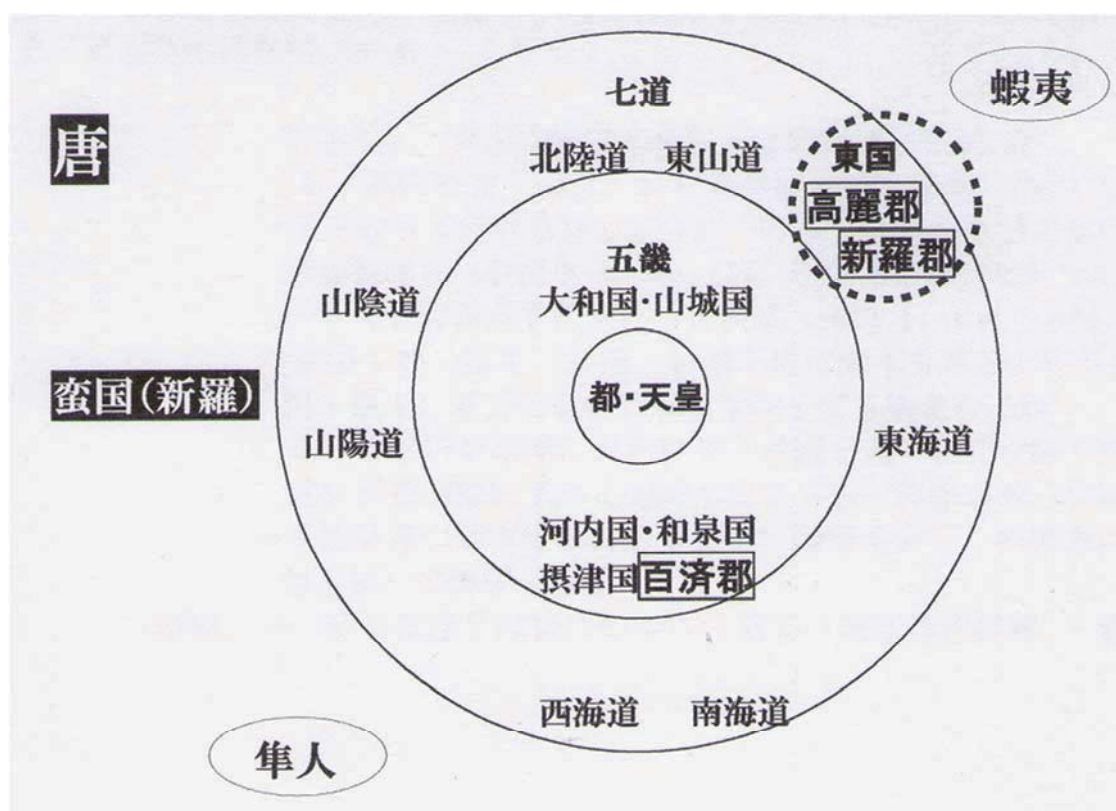 七道
蝦夷
唐
北陸道 東山道
東国
高麗郡
新羅郡
五畿
大和国・山城国
山陰道
蛮国(新羅)
都・天皇
山陽道
東海道
河内国・和泉国
摂津国百済郡
西海道 南海道
隼人